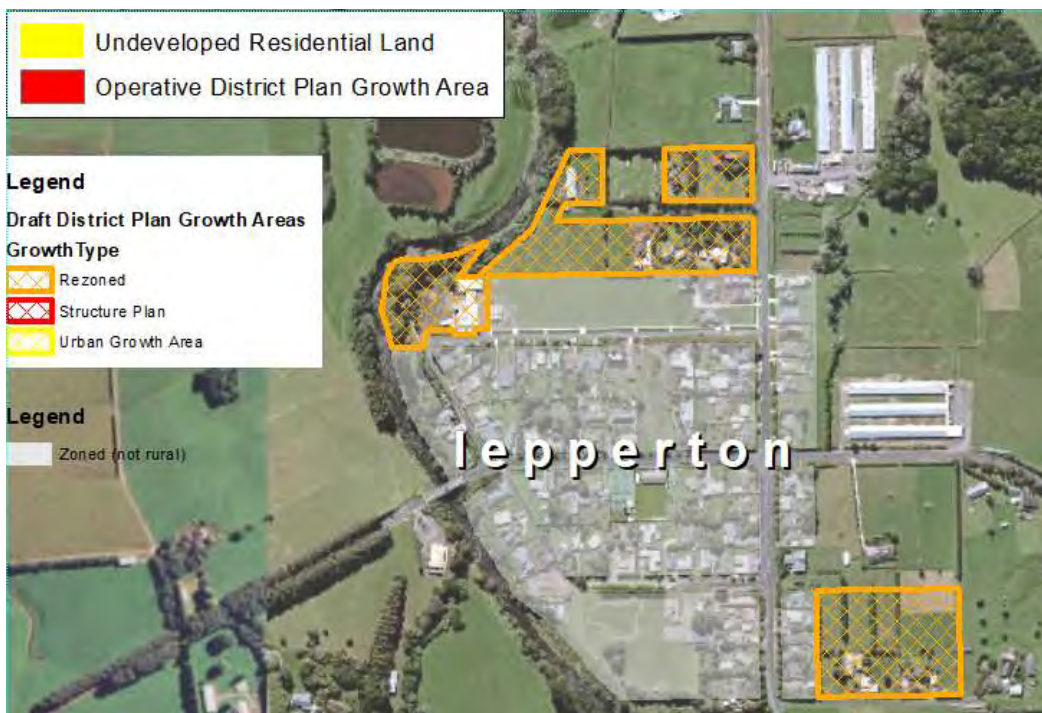 Undeveloped Residential Land
Operative District Plan Growth Area
Legend
Draft District Plan Growth Areas
GrowthType
Rezoned
Structure Plan
Urban Growth Area
Legend
Zoned (not rural)
lepperton